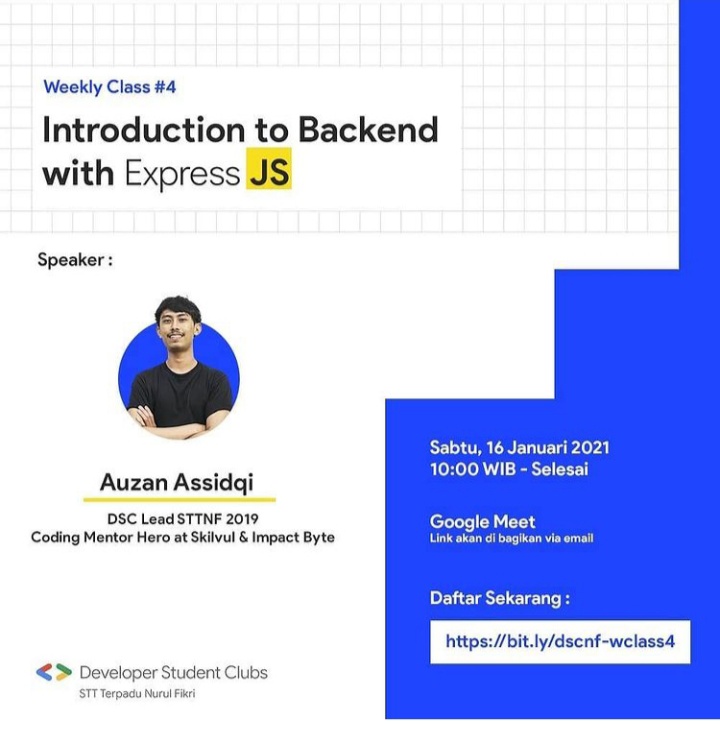 Weekly Class #4
Introduction to Backend
with Express JS
Speaker :
Auzan Assidqi
DSC Lead STTNF 2019
Coding Mentor Hero at Skilvul & Impact Byte
Sabtu, 16 Januari 2021
10:00 WIB - Selesai
Google Meet
Link akan di bagikan via email
Daftar Sekarang :
https://bit.ly/dscnf-wclass4
Developer Student Clubs
STT Terpadu Nurul Fikri